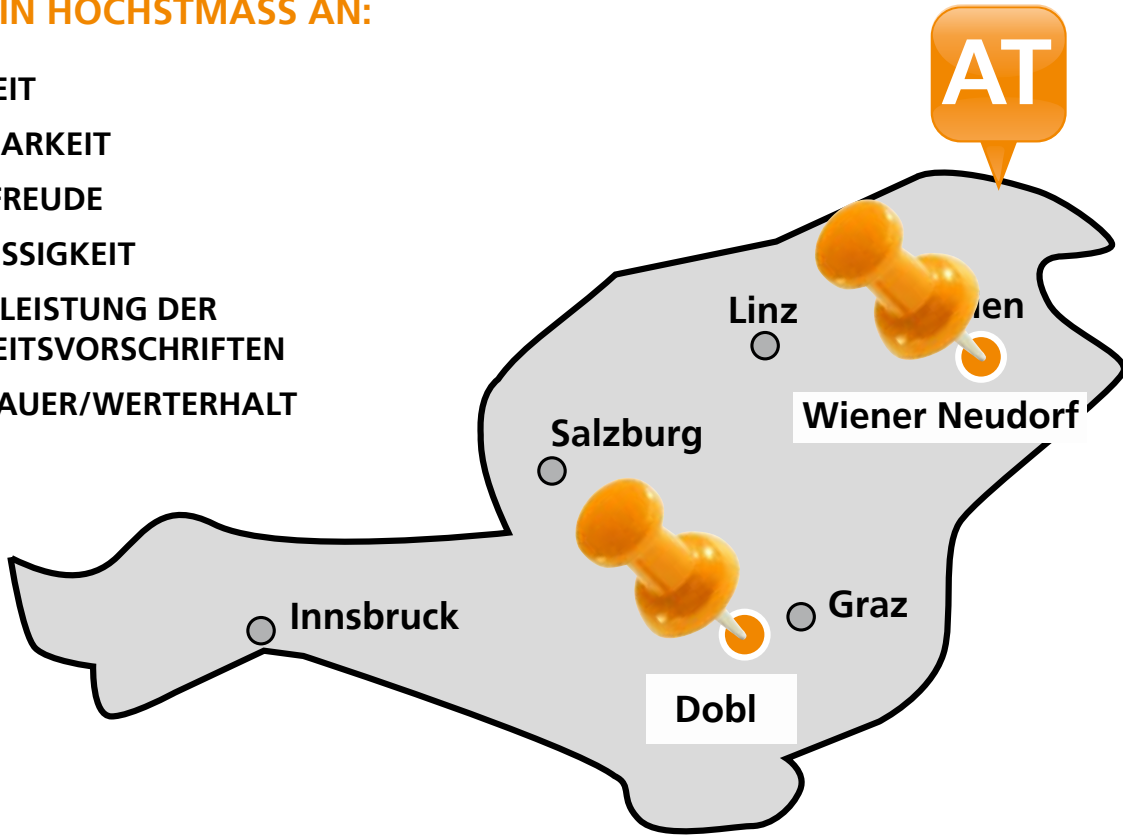 IN HÖCHSTMASS AN:
EIT
ARKEIT
FREUDE
SSIGKEIT
LEISTUNG DER
EITSVORSCHRIFTEN
AUER/WERTERHALT
AT
Linz
ien
Wiener Neudorf
Salzburg
Innsbruck
Graz
Dobl